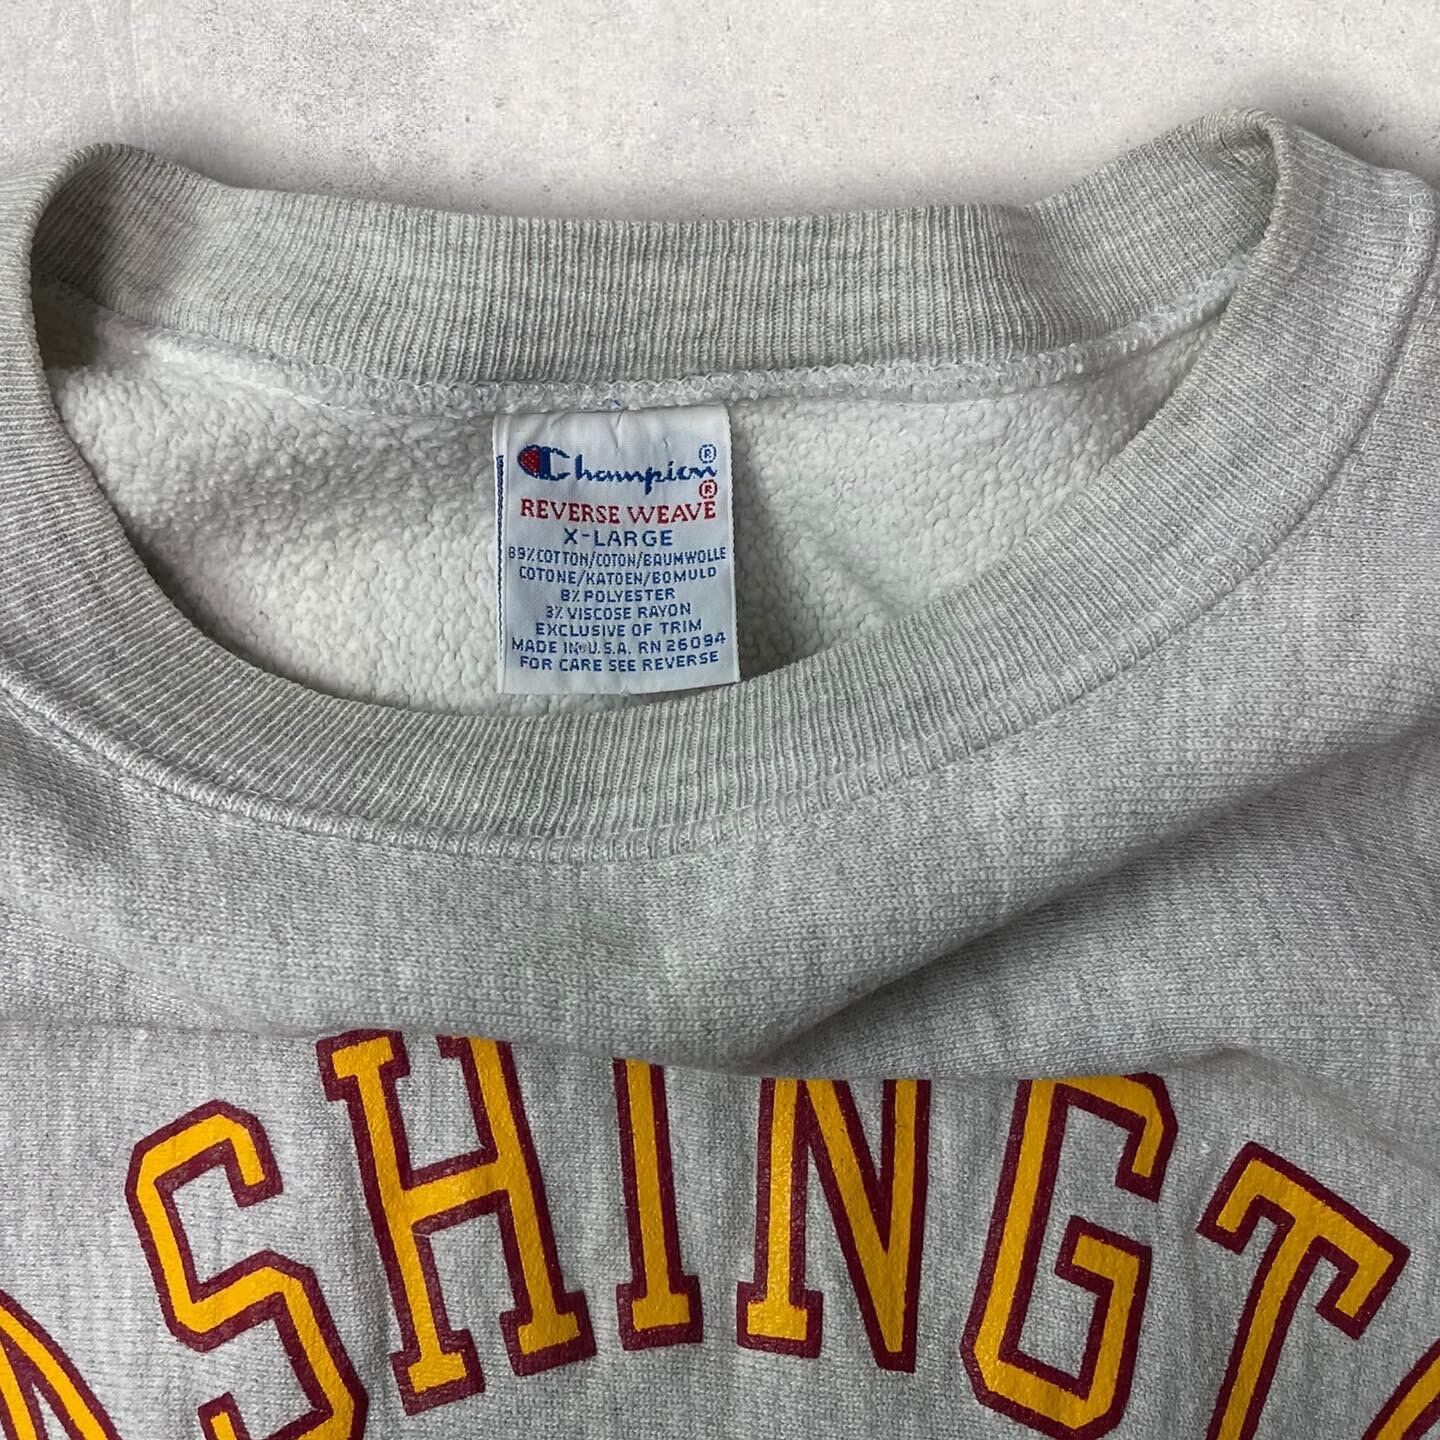 Champion®
REVERSE WEAVE®
X-LARGE
89% COTTON/COTON/BAUMWOLLE
COTONE/KATOEN/BOMULD
8% POLYESTER
3% VISCOSE RAYON
EXCLUSIVE OF TRIM
MADE IN U.S.A. RN 26094
FOR CARE SEE REVERSE
ASHINGTO